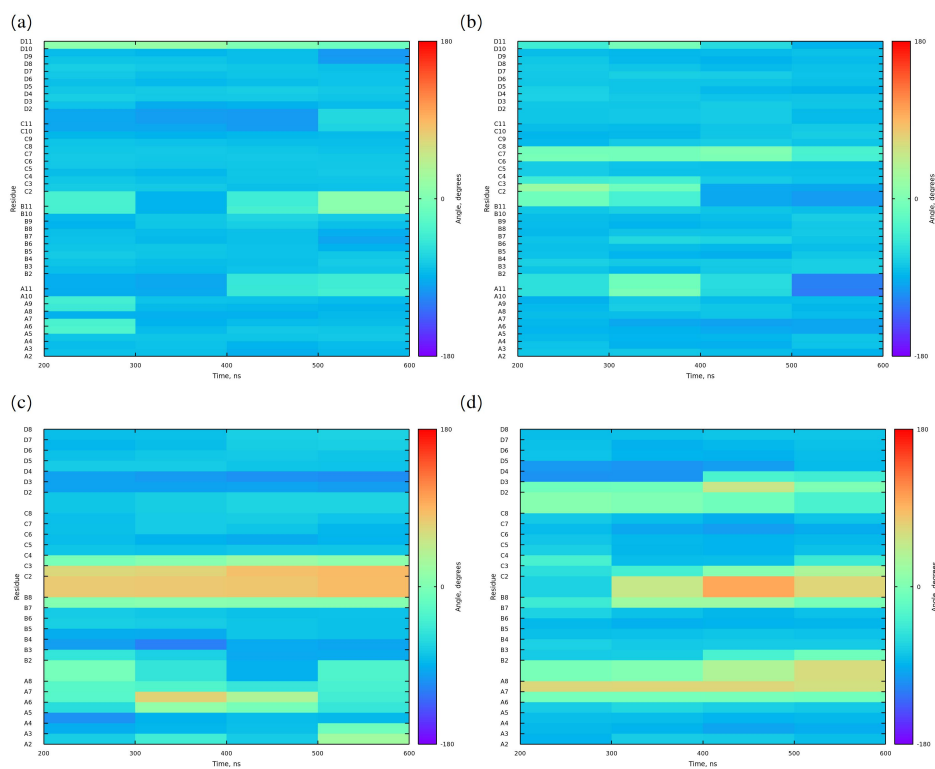 (a)
D11
D10
D9
D8
D7
D6
D5
D4
D3
D2
C11
C10
C9
C8
C7
C6
C5
C4
C3
C2
B11
B10
B9
B8
B7
B6
B5
B4
B3
B2
A11
A10
A9
A8
A7
A6
A5
A4
A3
A2
Residue
200 300 400 500 600
Time, ns
180
0
-180
Angle, degrees
(b)
D11
D10
D9
D8
D7
D6
D5
D4
D3
D2
C11
C10
C9
C8
C7
C6
C5
C4
C3
C2
B11
B10
B9
B8
B7
B6
B5
B4
B3
B2
A11
A10
A9
A8
A7
A6
A5
A4
A3
A2
Residue
200 300 400 500 600
Time, ns
180
0
-180
Angle, degrees
(c)
D8
D7
D6
D5
D4
D3
D2
C8
C7
C6
C5
C4
C3
C2
B8
B7
B6
B5
B4
B3
B2
A8
A7
A6
A5
A4
A3
A2
Residue
200 300 400 500 600
Time, ns
180
0
-180
Angle, degrees
(d)
D8
D7
D6
D5
D4
D3
D2
C8
C7
C6
C5
C4
C3
C2
B8
B7
B6
B5
B4
B3
B2
A8
A7
A6
A5
A4
A3
A2
Residue
200 300 400 500 600
Time, ns
180
0
-180
Angle, degrees